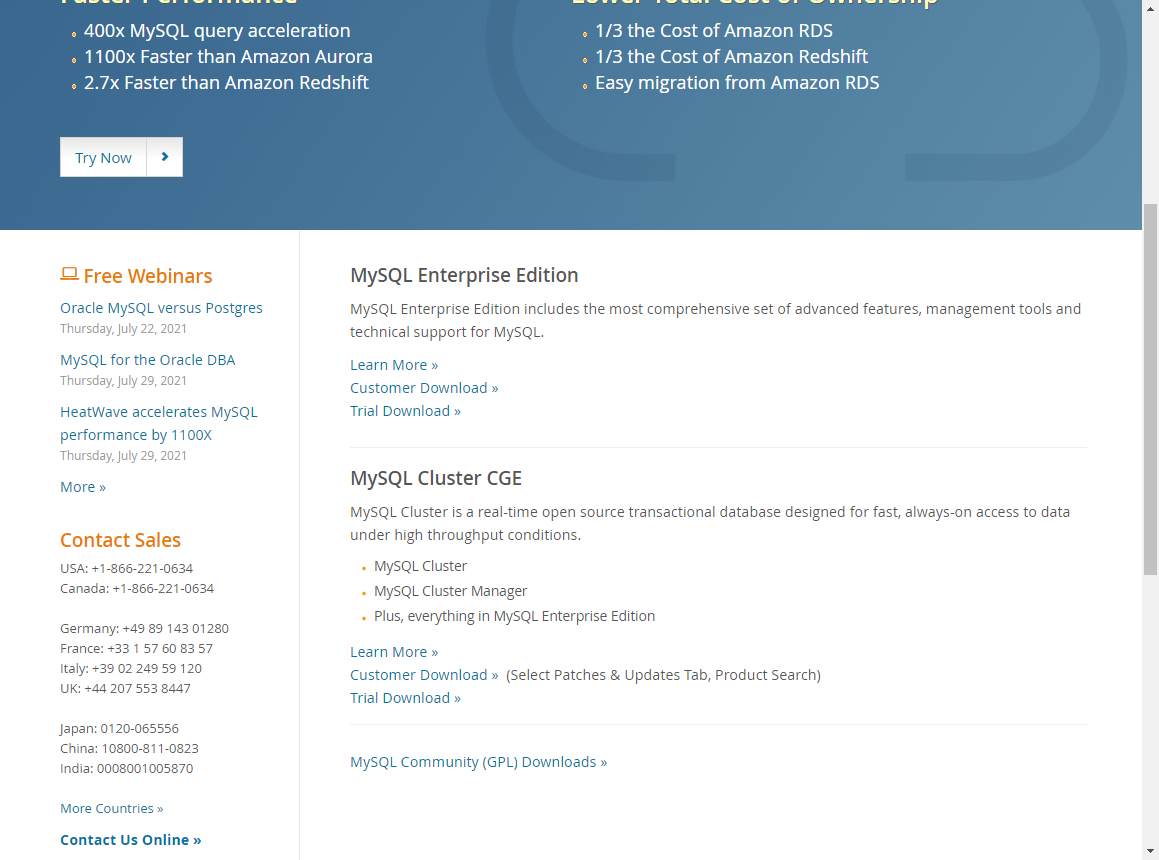 Faster Performance
400x MySQL query acceleration
1100x Faster than Amazon Aurora
2.7x Faster than Amazon Redshift
Lower Total Cost of Ownership
1/3 the Cost of Amazon RDS
1/3 the Cost of Amazon Redshift
Easy migration from Amazon RDS
Try Now
Free Webinars
Oracle MySQL versus Postgres
Thursday, July 22, 2021
MySQL for the Oracle DBA
Thursday, July 29, 2021
HeatWave accelerates MySQL
performance by 1100X
Thursday, July 29, 2021
More »
Contact Sales
USA: +1-866-221-0634
Canada: +1-866-221-0634
Germany: +49 89 143 01280
France: +33 1 57 60 83 57
Italy: +39 02 249 59 120
UK: +44 207 553 8447
Japan: 0120-065556
China: 10800-811-0823
India: 0008001005870
More Countries »
Contact Us Online »
MySQL Enterprise Edition
MySQL Enterprise Edition includes the most comprehensive set of advanced features, management tools and
technical support for MySQL.
Learn More »
Customer Download »
Trial Download »
MySQL Cluster CGE
MySQL Cluster is a real-time open source transactional database designed for fast, always-on access to data
under high throughput conditions.
MySQL Cluster
MySQL Cluster Manager
Plus, everything in MySQL Enterprise Edition
Learn More »
Customer Download » (Select Patches & Updates Tab, Product Search)
Trial Download »
MySQL Community (GPL) Downloads »